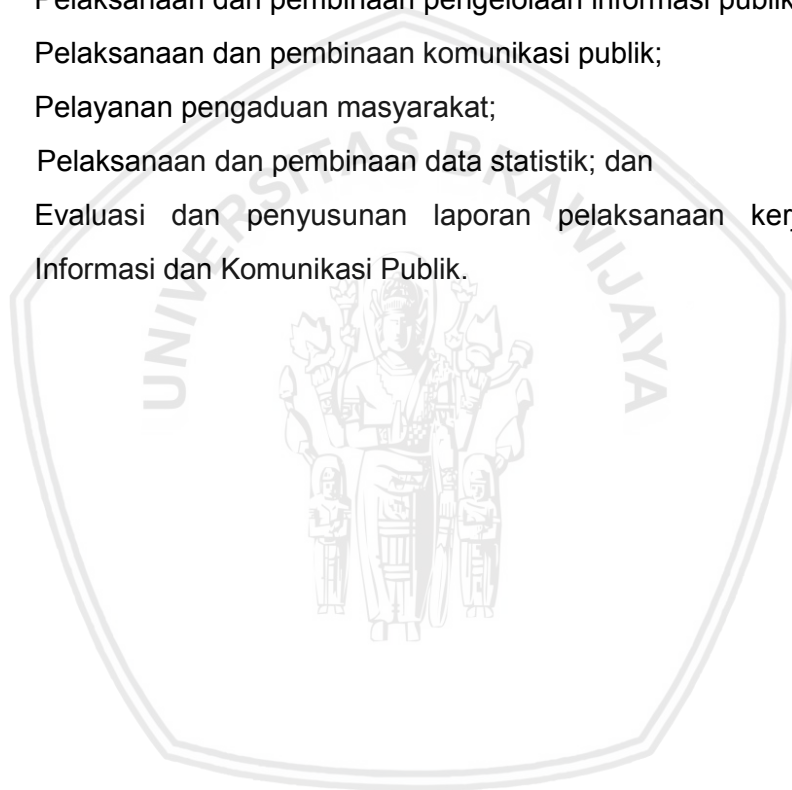 Pelaksanaan dan pembinaan pengelolaan informasi publik
Pelaksanaan dan pembinaan komunikasi publik;
Pelayanan pengaduan masyarakat;
Pelaksanaan dan pembinaan data statistik; dan
Evaluasi dan penyusunan laporan pelaksanaan
Informasi dan Komunikasi Publik.
UNIVERSITAS BRAWIJAYA